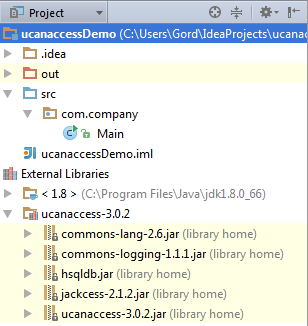 Project
ucanaccessDemo (C:\Users\Gord\IdeaProjects\ucanac
.idea
out
src
com.company
Main
ucanaccessDemo.iml
External Libraries
< 1.8 > (C:\Program Files\Java\jdk1.8.0_66)
ucanaccess-3.0.2
commons-lang-2.6.jar (library home)
commons-logging-1.1.1.jar (library home)
hsqldb.jar (library home)
jackcess-2.1.2.jar (library home)
ucanaccess-3.0.2.jar (library home)